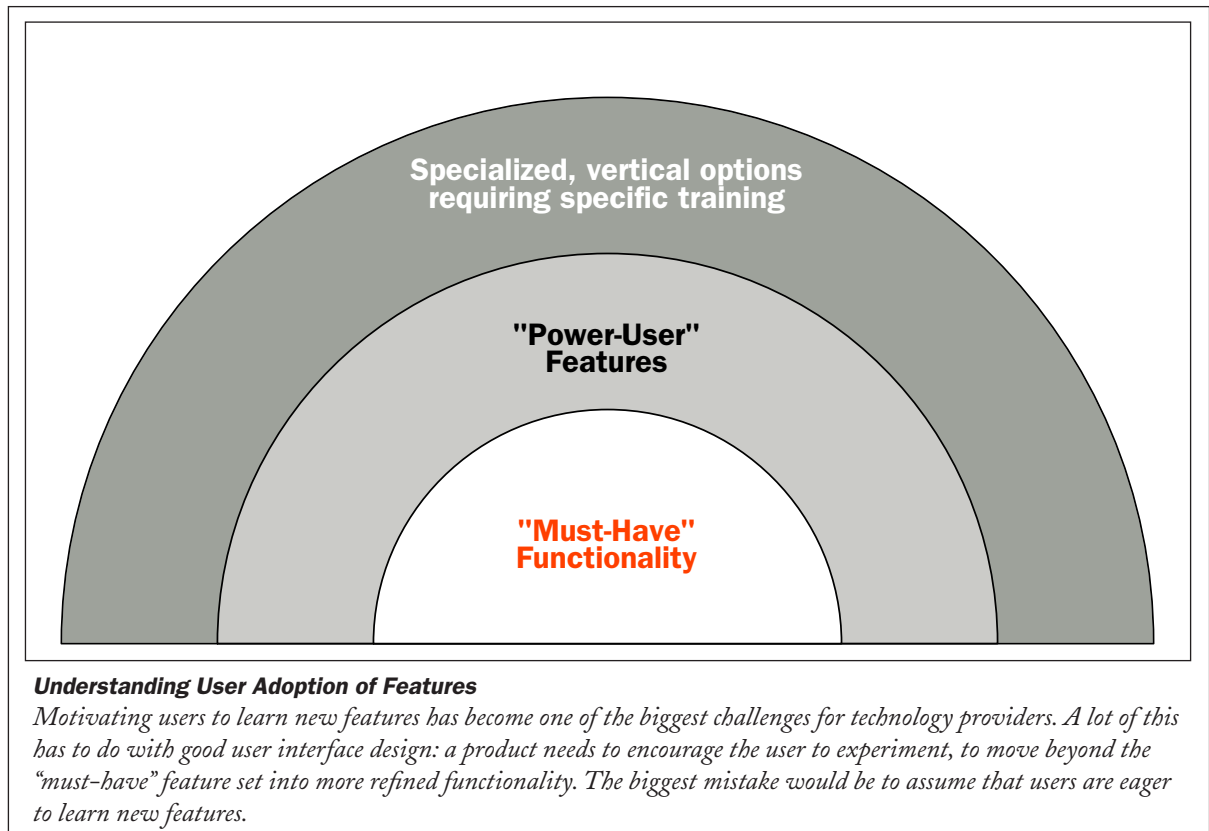 Specialized, vertical options
requiring specific training
"Power-User"
Features
"Must-Have"
Functionality
Understanding User Adoption of Features
Motivating users to learn new features has become one of the biggest challenges for technology providers. A lot of this
has to do with good user interface design: a product needs to encourage the user to experiment, to move beyond the
“must-have” feature set into more refined functionality. The biggest mistake would be to assume that users are eager
to learn new features.